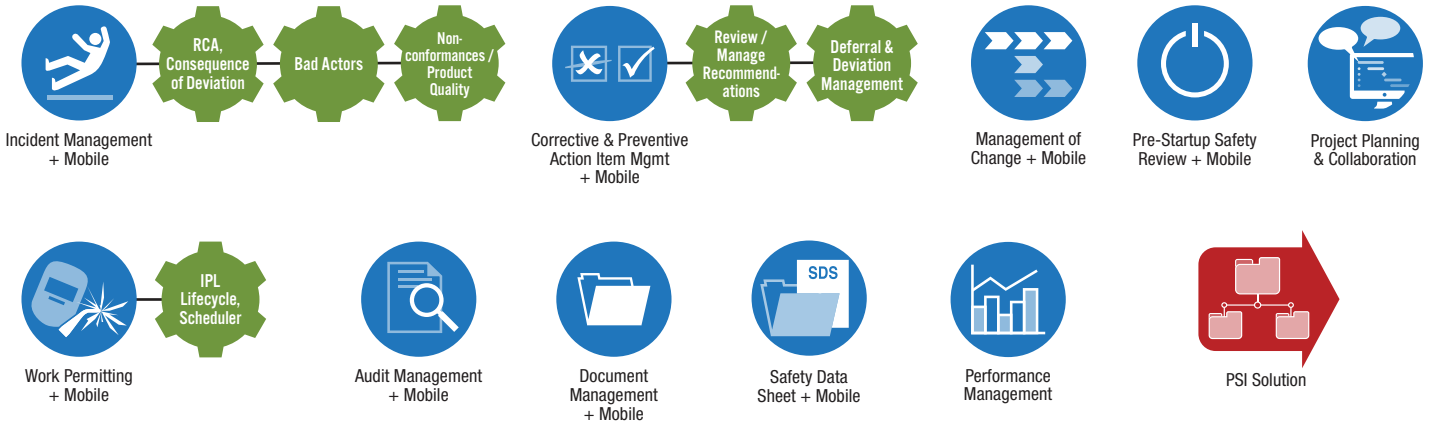 RCA,
Consequence
of Deviation
Bad Actors
Non-
conformances /
Product
Quality
Incident Management
+ Mobile
Review /
Manage
Recommend-
ations
Deferral &
Deviation
Management
Corrective & Preventive
Action Item Mgmt
+ Mobile
Management of
Change + Mobile
Pre-Startup Safety
Review + Mobile
Project Planning
& Collaboration
IPL
Lifecycle,
Scheduler
Work Permitting
+ Mobile
Audit Management
+ Mobile
Document
Management
+ Mobile
SDS
Safety Data
Sheet + Mobile
Performance
Management
PSI Solution